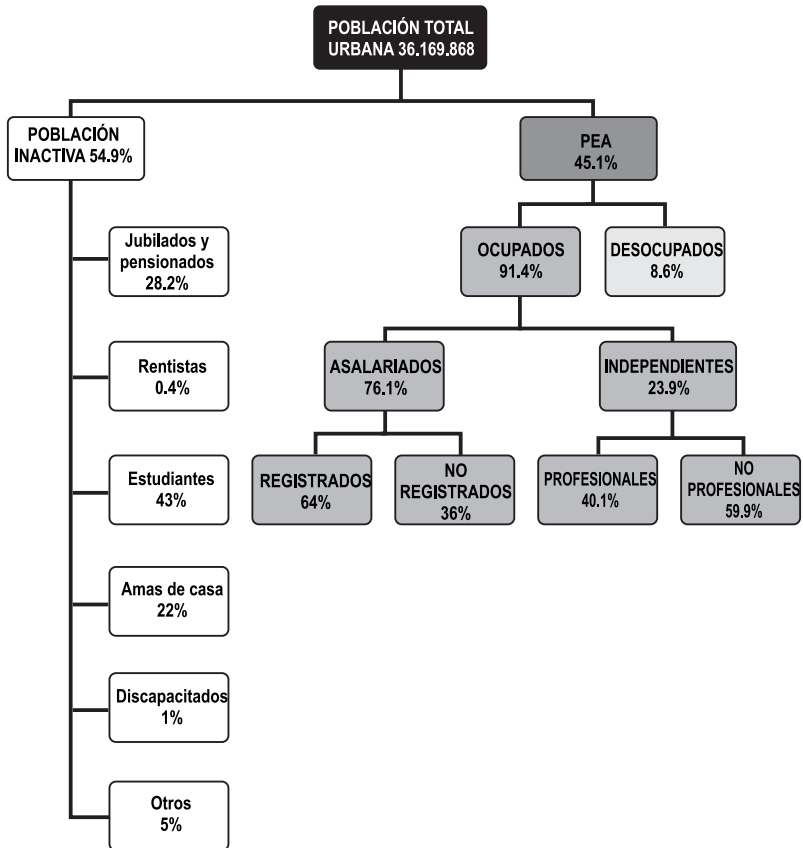 POBLACIÓN TOTAL
URBANA 36.169.868
POBLACIÓN
INACTIVA 54.9%
PEA
45.1%
Jubilados y
pensionados
28.2%
OCUPADOS
91.4%
DESOCUPADOS
8.6%
Rentistas
0.4%
ASALARIADOS
76.1%
INDEPENDIENTES
23.9%
Estudiantes
43%
REGISTRADOS
64%
NO
REGISTRADOS
36%
PROFESIONALES
40.1%
NO
PROFESIONALES
59.9%
Amas de casa
22%
Discapacitados
1%
Otros
5%